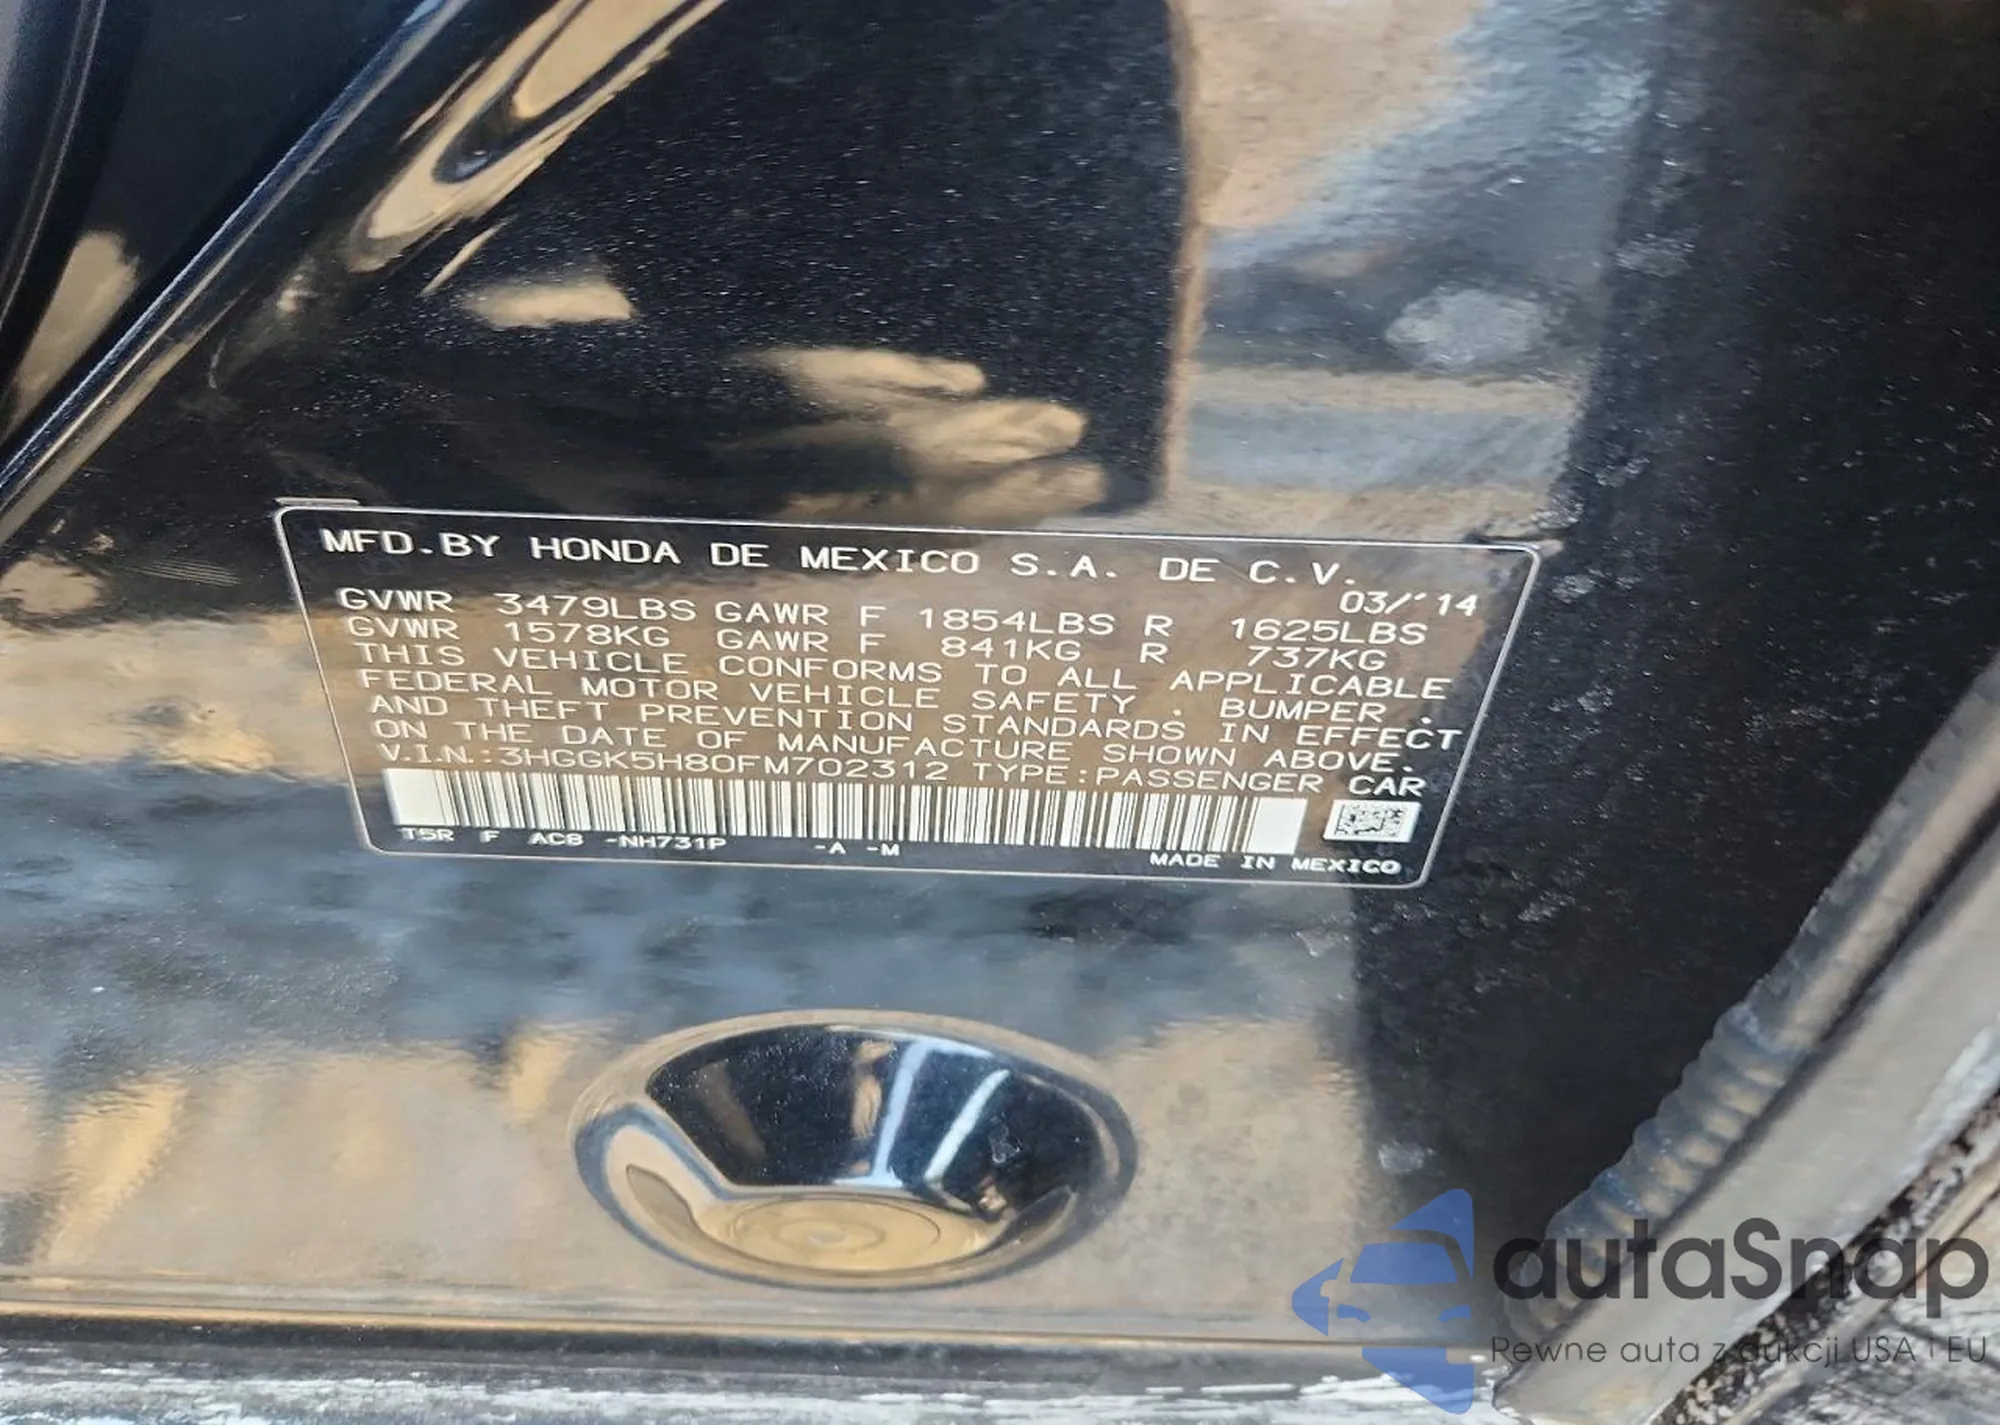 MFD.BY HONDA DE MEXICO S.A. DE C.V.
03/'14
GVWR 3479LBS GAWR F 1854LBS R 1625LBS
GVWR 1578KG GAWR F 841KG R 737KG
THIS VEHICLE CONFORMS TO ALL APPLICABLE
FEDERAL MOTOR VEHICLE SAFETY , BUMPER ,
AND THEFT PREVENTION STANDARDS IN EFFECT
ON THE DATE OF MANUFACTURE SHOWN ABOVE.
V.I.N.:3HGGK5H80FM702312 TYPE:PASSENGER CAR
T5R F AC8 -NH731P -A -M
MADE IN MEXICO
autaSnap
Pewne auta z aukcji USA i EU